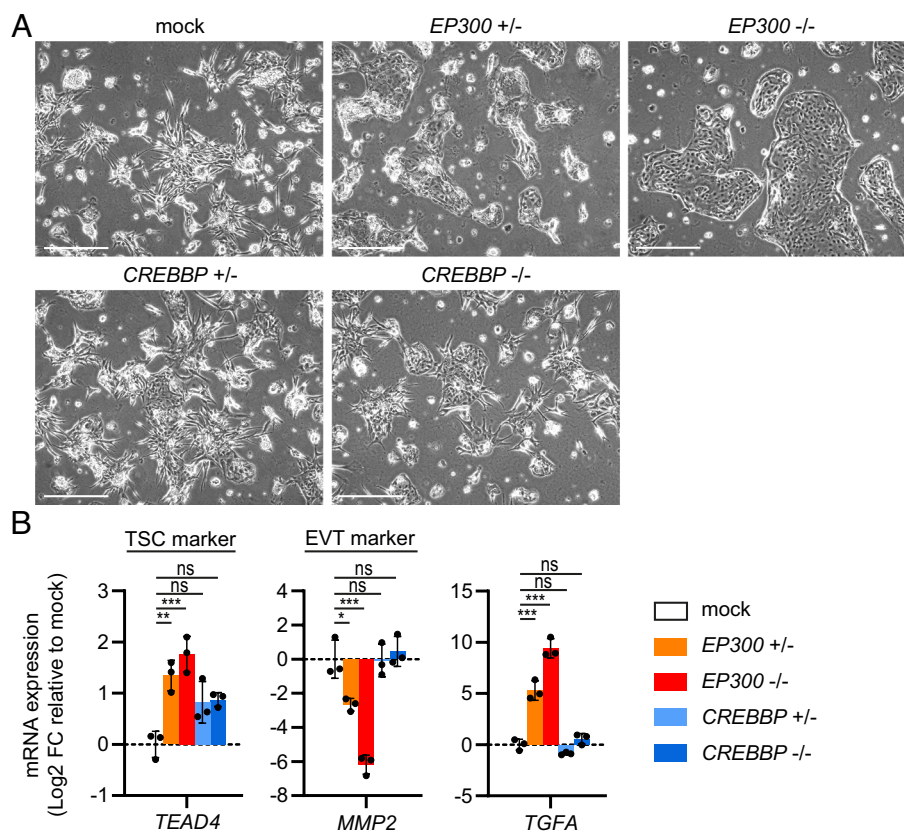 A
mock
EP300 +/-
EP300 -/-
CREBBP +/-
CREBBP -/-
B
mRNA expression
(Log2 FC relative to mock)
TSC marker
ns
ns
***
**
3
2
1
0
-1
TEAD4
EVT marker
ns
ns
***
*
4
2
0
-2
-4
-6
-8
MMP2
ns
ns
***
***
15
10
5
0
-5
TGFA
mock
EP300 +/-
EP300 -/-
CREBBP +/-
CREBBP -/-